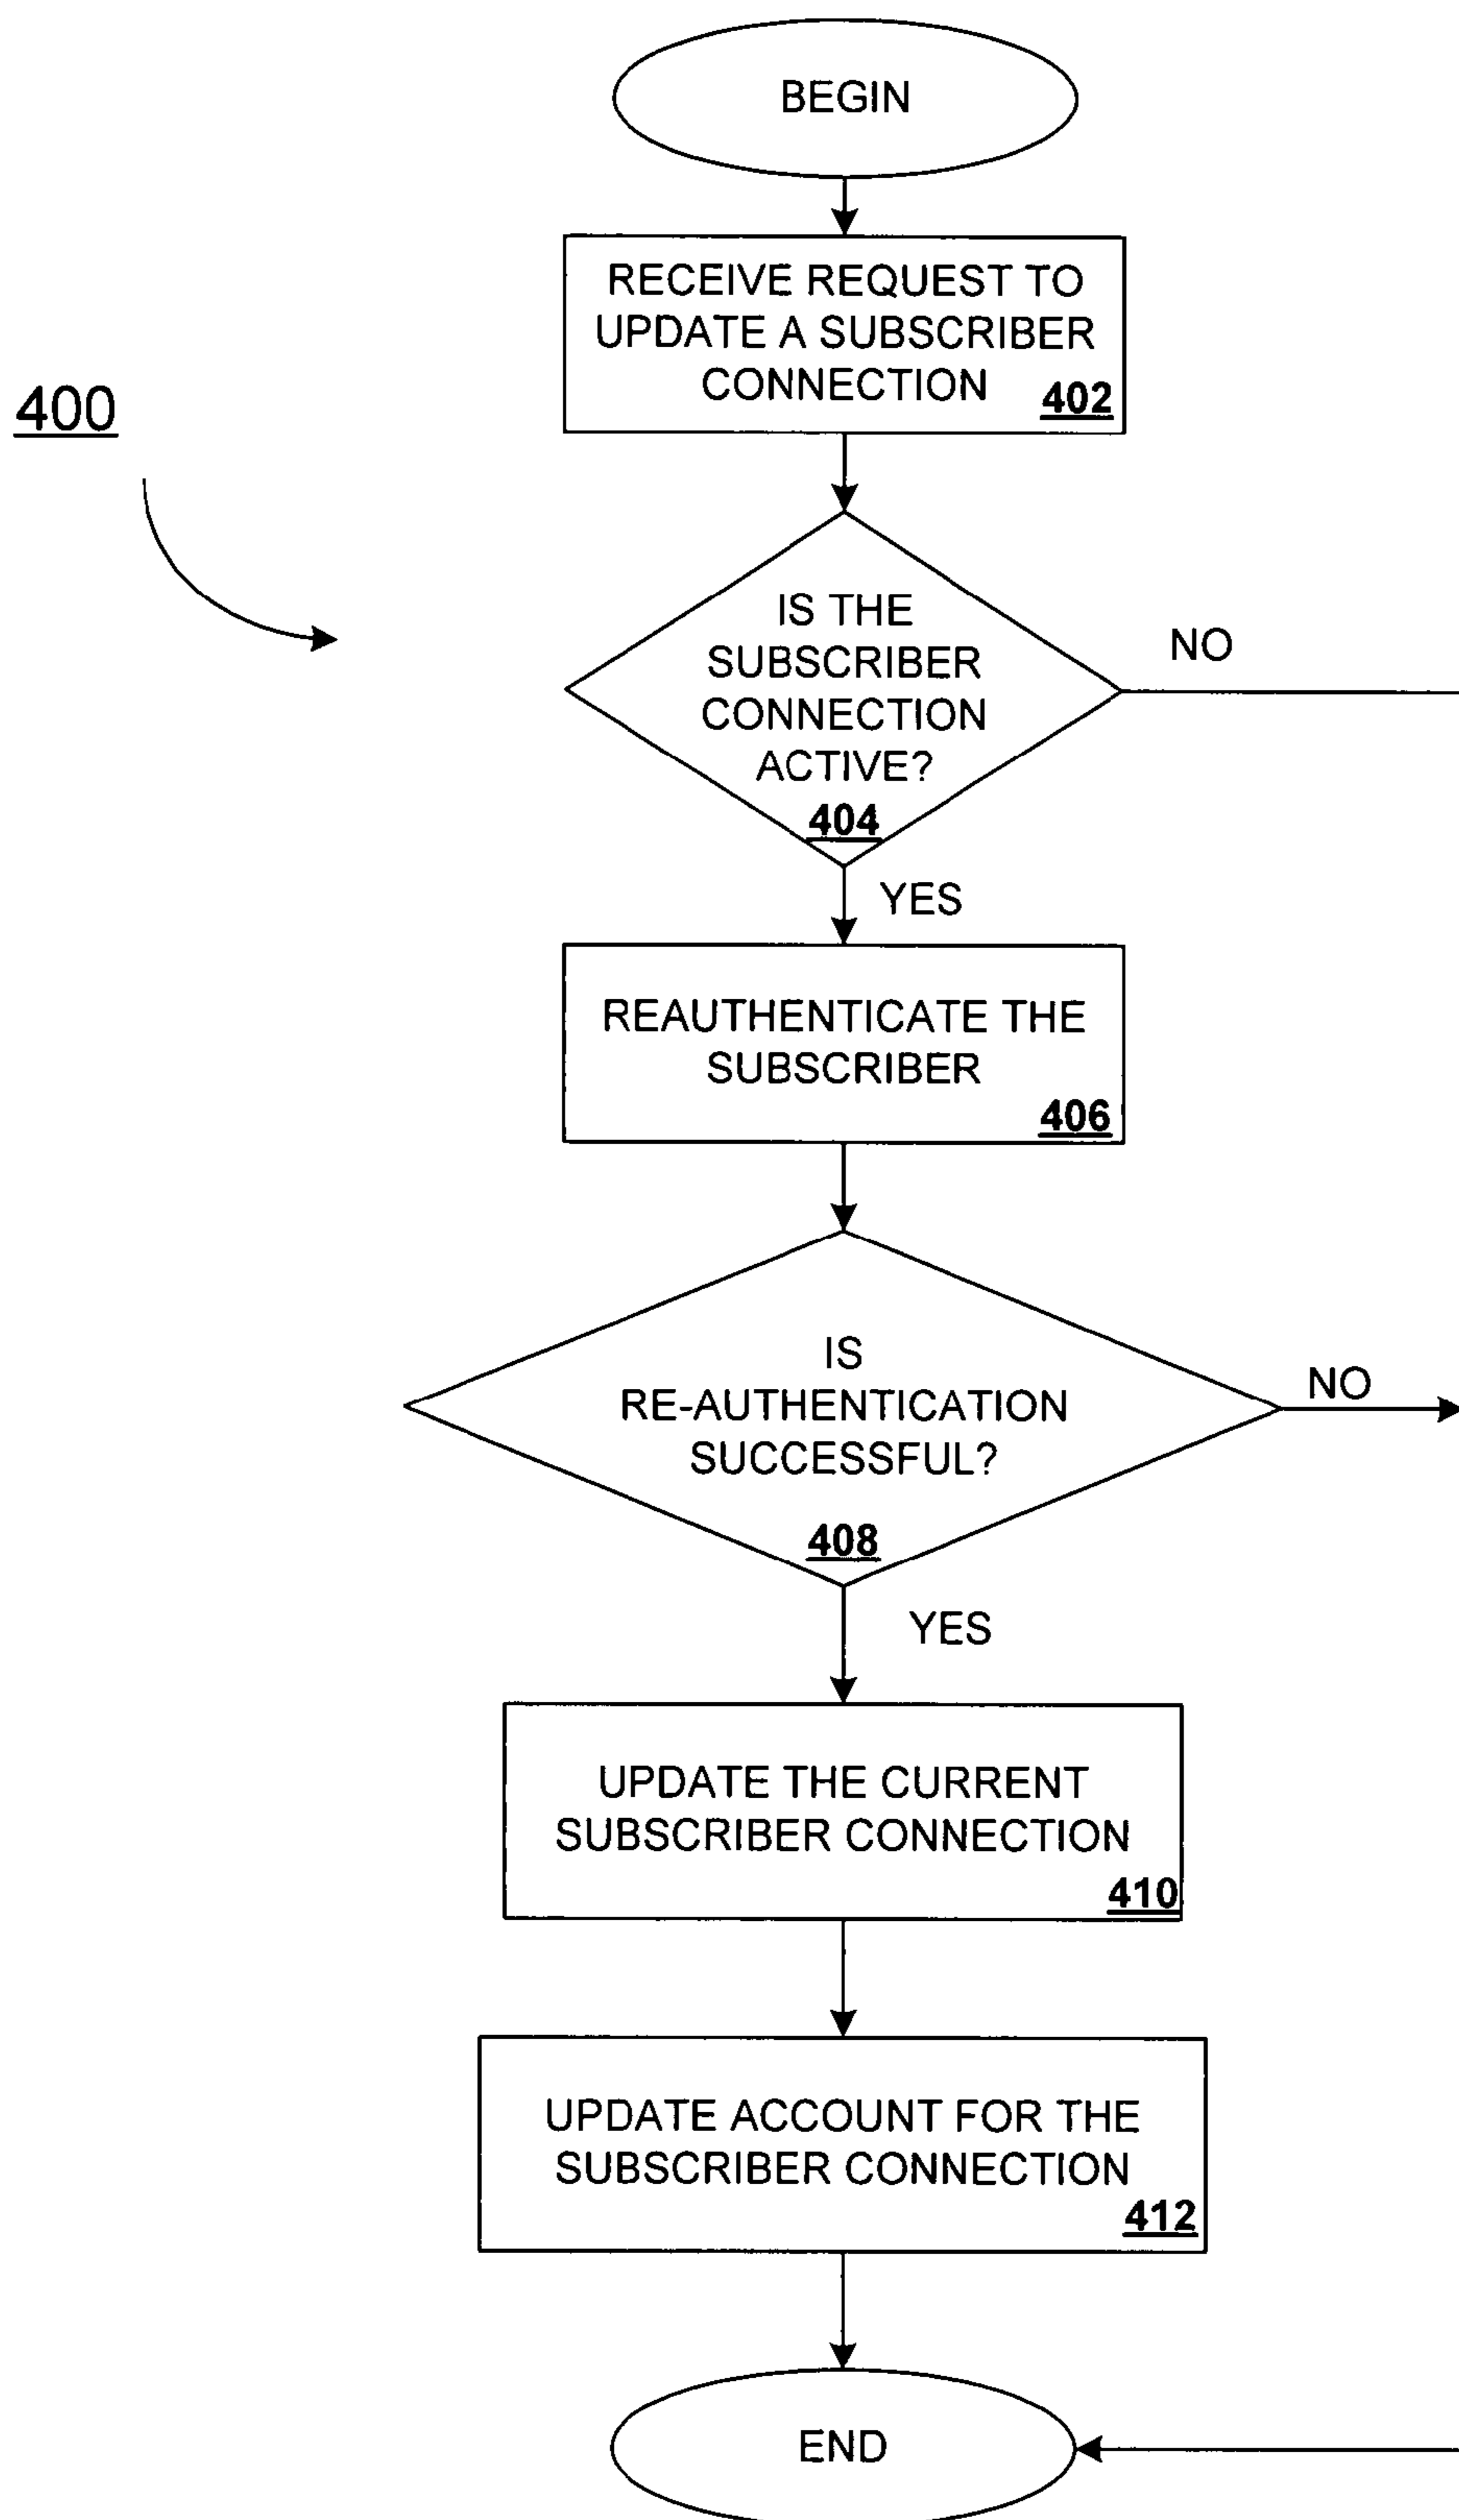 BEGIN
RECEIVE REQUEST TO
UPDATE A SUBSCRIBER
CONNECTION 402
400
IS THE
SUBSCRIBER
CONNECTION
ACTIVE?
404
NO
YES
REAUTHENTICATE THE
SUBSCRIBER
406
IS
RE-AUTHENTICATION
SUCCESSFUL?
408
NO
YES
UPDATE THE CURRENT
SUBSCRIBER CONNECTION
410
UPDATE ACCOUNT FOR THE
SUBSCRIBER CONNECTION
412
END